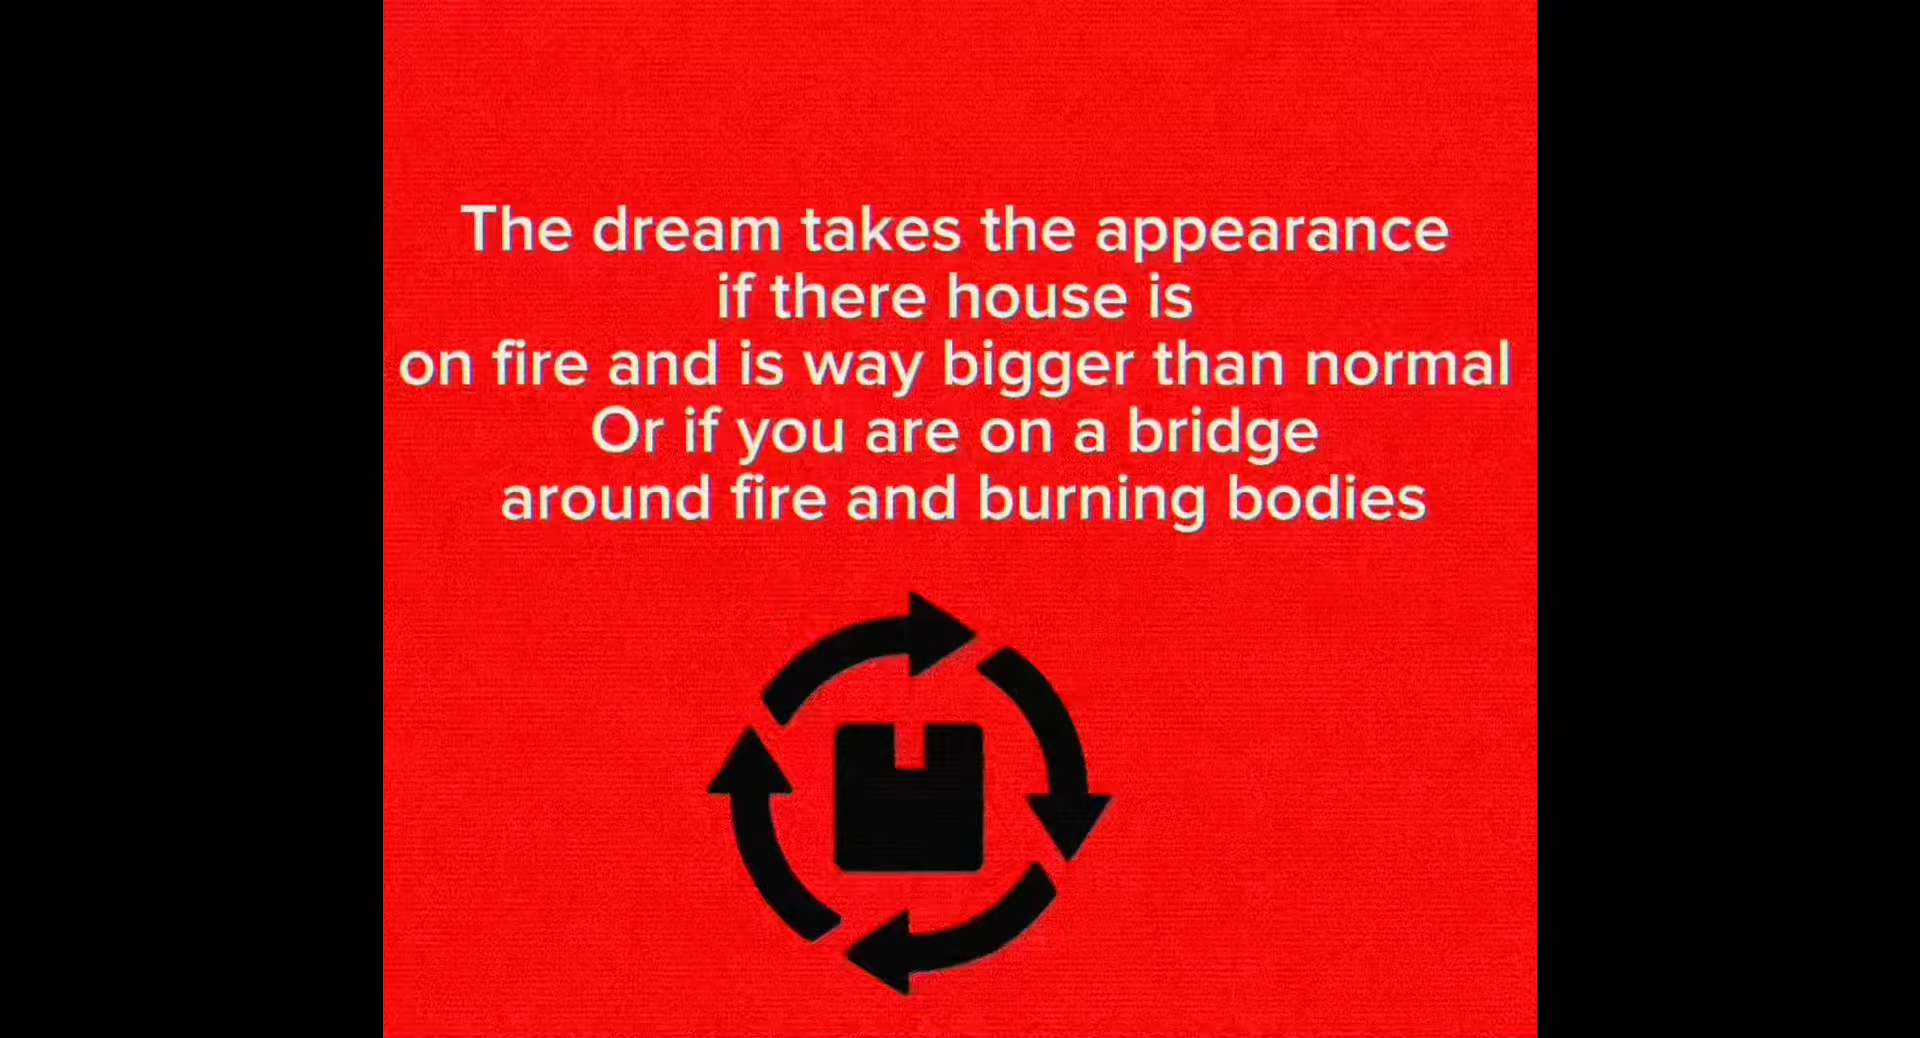 The dream takes the appearance
if there house is
on fire and is way bigger than normal
Or if you are on a bridge
around fire and burning bodies